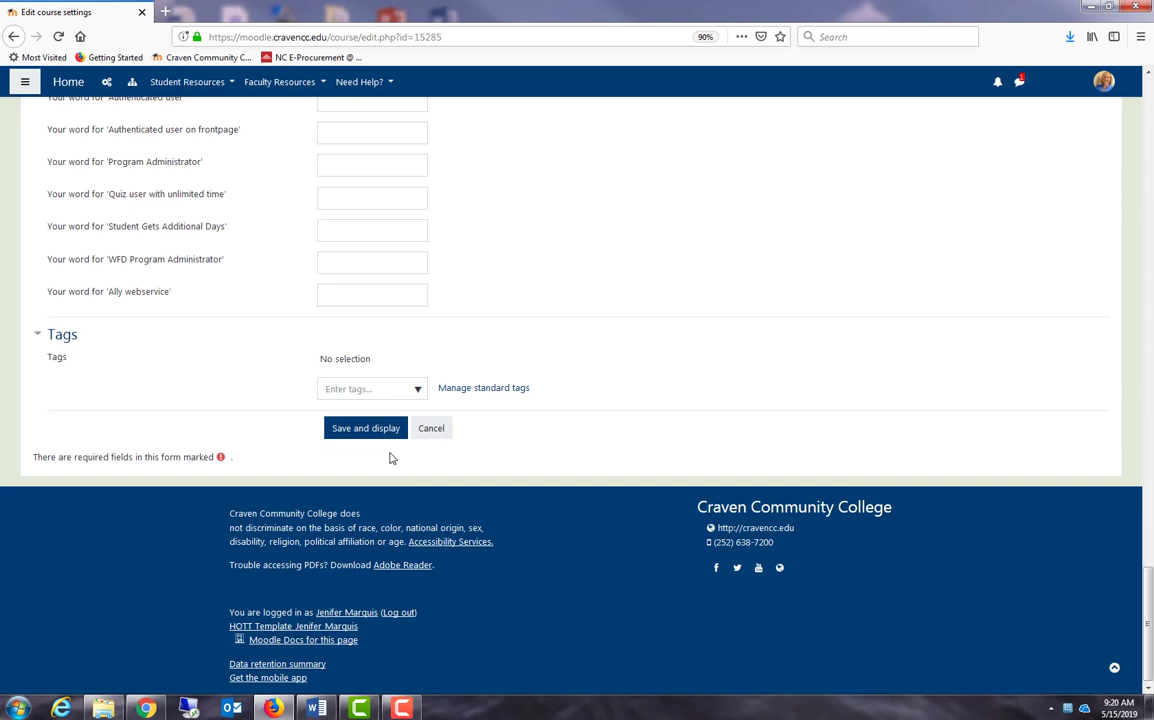 Edit course settings
https://moodle.cravencc.edu/course/edit.php?id=15285
90%
Search
Most Visited
Getting Started
Craven Community C...
NC E-Procurement @ ...
Home
Student Resources
Faculty Resources
Need Help?
1
Your word for 'Authenticated user'
Your word for 'Authenticated user on frontpage'
Your word for 'Program Administrator'
Your word for 'Quiz user with unlimited time'
Your word for 'Student Gets Additional Days'
Your word for 'WFD Program Administrator'
Your word for 'Ally webservice'
Tags
Tags
No selection
Enter tags...
Manage standard tags
Save and display
Cancel
There are required fields in this form marked .
Craven Community College does
not discriminate on the basis of race, color, national origin, sex,
disability, religion, political affiliation or age. Accessibility Services.
Trouble accessing PDFs? Download Adobe Reader.
Craven Community College
http://cravencc.edu
(252) 638-7200
You are logged in as Jenifer Marquis (Log out)
HOTT Template Jenifer Marquis
Moodle Docs for this page
Data retention summary
Get the mobile app
9:20 AM
5/15/2019